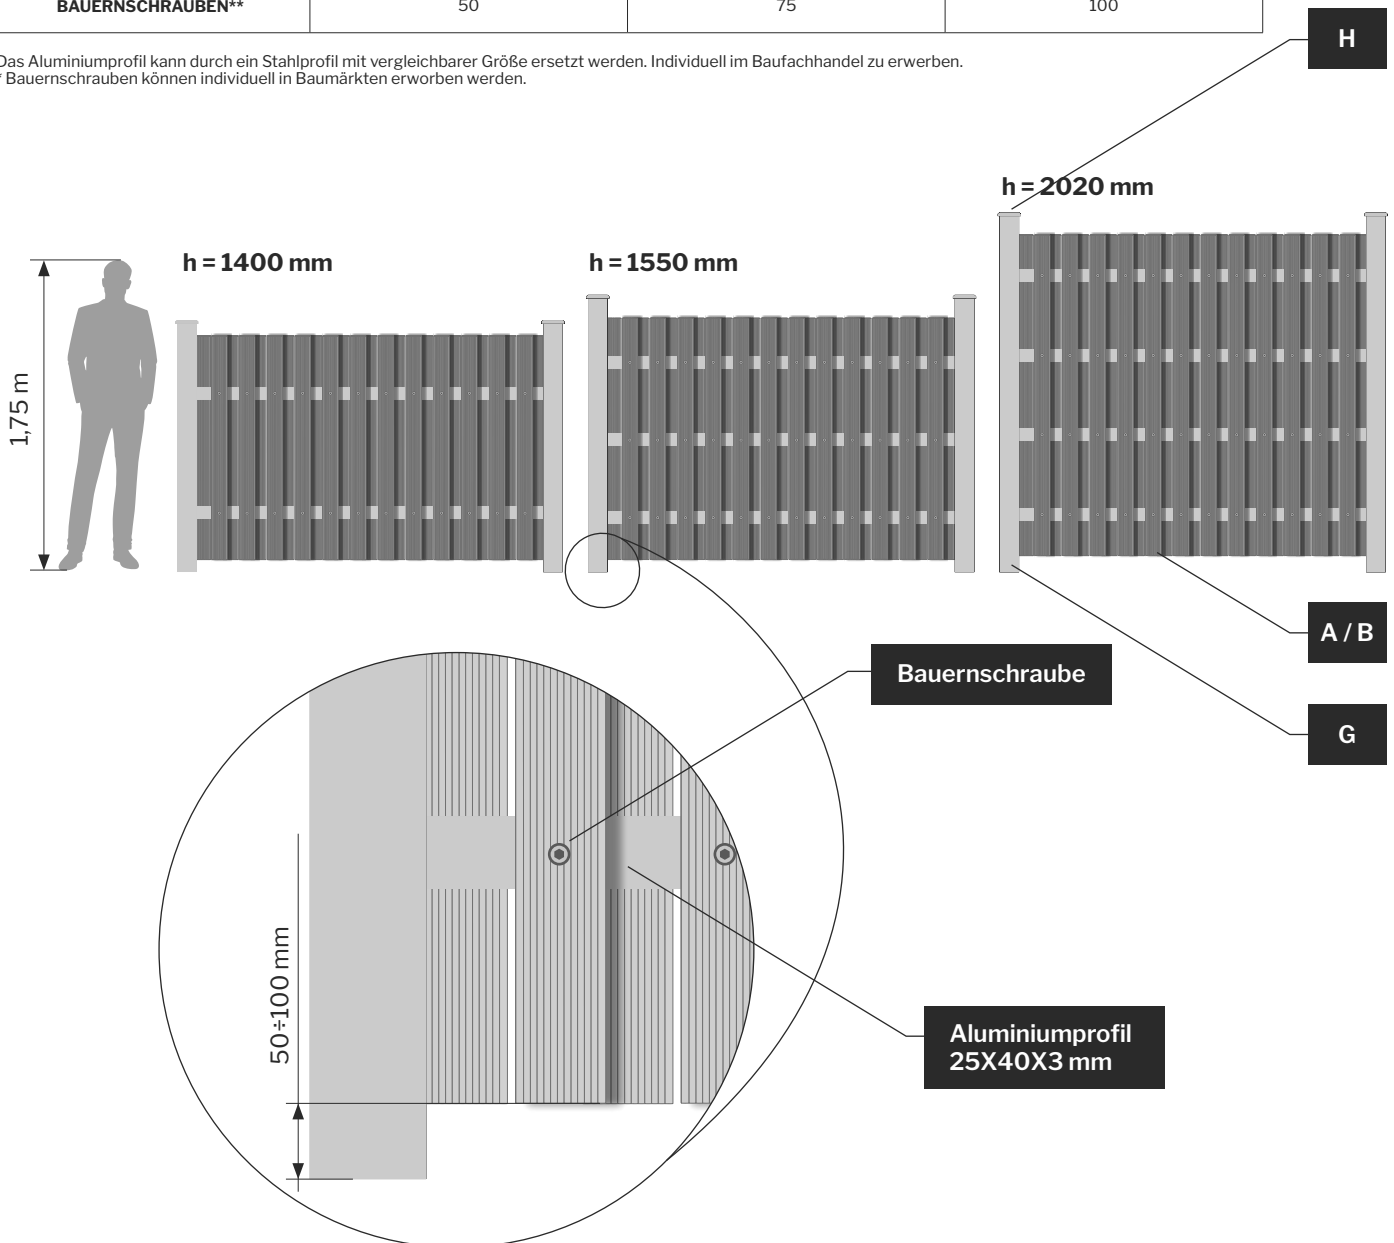 BAUERNSCHRAUBEN** 50 75 100
Das Aluminiumprofil kann durch ein Stahlprofil mit vergleichbarer Größe ersetzt werden. Individuell im Baufachhandel zu erwerben.
* Bauernschrauben können individuell in Baumärkten erworben werden.
H
h = 2020 mm
h = 1400 mm
h = 1550 mm
1,75 m
A / B
Bauernschraube
G
50÷100 mm
Aluminiumprofil
25X40X3 mm